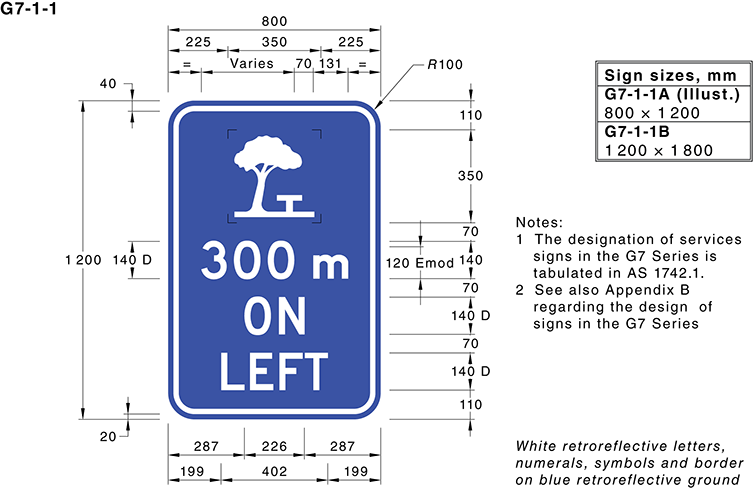 G7-1-1
800
225 350 225
= Varies 70 131 =
R100
40
110
350
70
1 200
140 D
140
120 Emod
70
140 D
70
140 D
110
20
300 m
ON
LEFT
287 226 287
199 402 199
Sign sizes, mm
G7-1-1A (Illust.)
800 × 1 200
G7-1-1B
1 200 × 1 800
Notes:
1 The designation of services
signs in the G7 Series is
tabulated in AS 1742.1.
2 See also Appendix B
regarding the design of
signs in the G7 Series
White retroreflective letters,
numerals, symbols and border
on blue retroreflective ground